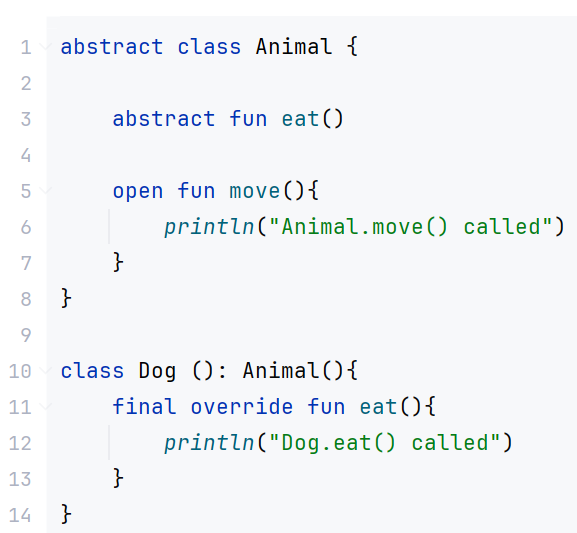 1 abstract class Animal {
2
3     abstract fun eat()
4
5     open fun move(){
6         println("Animal.move() called")
7     }
8 }
9
10 class Dog (): Animal(){
11     final override fun eat(){
12         println("Dog.eat() called")
13     }
14 }